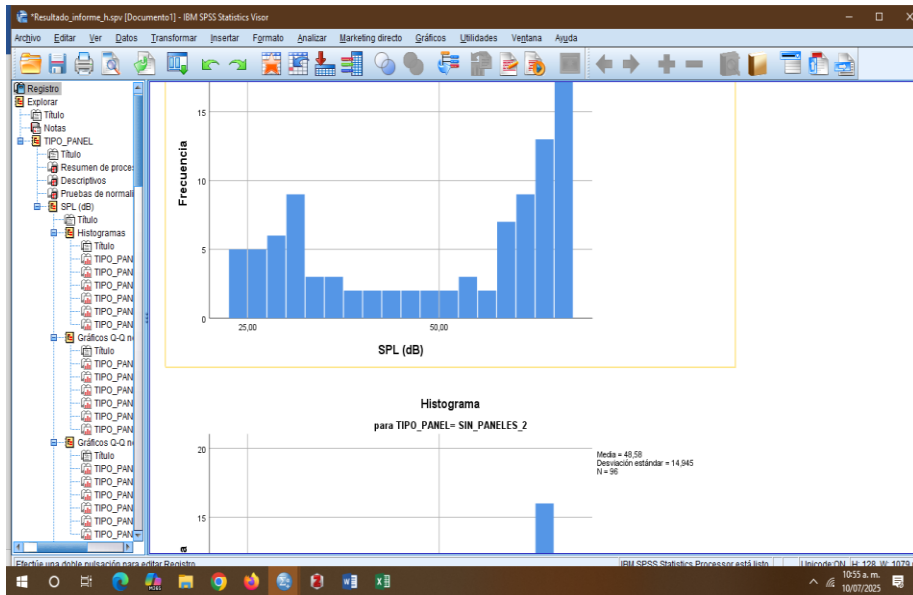 *Resultado_informe_h.spv [Documento1] - IBM SPSS Statistics Visor
Archivo Editar Ver Datos Transformar Insertar Formato Analizar Marketing directo Gráficos Utilidades Ventana Ayuda
Registro
Explorar
Título
Notas
TIPO_PANEL
Título
Resumen de proce
Descriptivos
Pruebas de normali
SPL (dB)
Título
Histogramas
Título
TIPO_PAN
TIPO_PAN
TIPO_PAN
TIPO_PAN
TIPO_PAN
TIPO_PAN
Gráficos Q-Q n
Título
TIPO_PAN
TIPO_PAN
TIPO_PAN
TIPO_PAN
TIPO_PAN
TIPO_PAN
Gráficos Q-Q n
Título
TIPO_PAN
TIPO_PAN
TIPO_PAN
TIPO_PAN
TIPO_PAN
TIPO_PAN
15
10
5
0
Frecuencia
25,00 50,00
SPL (dB)
Histograma
para TIPO_PANEL= SIN_PANELES_2
20
15
Media = 48,58
Desviación estándar = 14,945
N = 96
Efectúe una doble pulsación para editar Registro
IBM SPSS Statistics Processor está listo
Unicode:ON H: 128, W: 1079
10:55 a. m.
10/07/2025